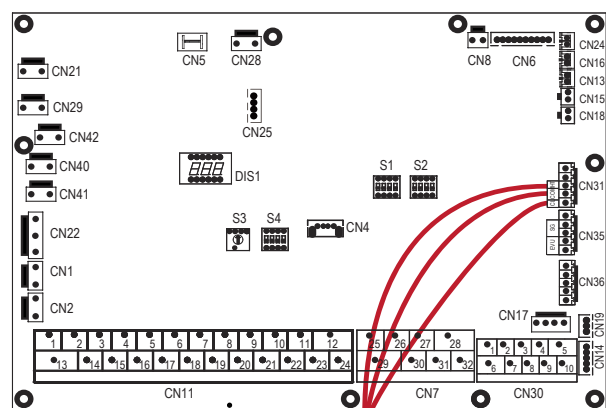 CN21
CN5
CN28
CN8
CN6
CN24
CN16
CN13
CN15
CN18
CN29
CN42
CN25
CN40
CN41
DIS1
S1
S2
CN31
CN22
S3
S4
CN4
SG
EVU
CN35
CN1
CN36
CN2
CN17
CN19
1 2 3 4 5 6 7 8 9 10 11 12
13 14 15 16 17 18 19 20 21 22 23 24
CN11
25 26 27 28
29 30 31 32
CN7
1 2 3 4 5
6 7 8 9 10
CN30
CN14